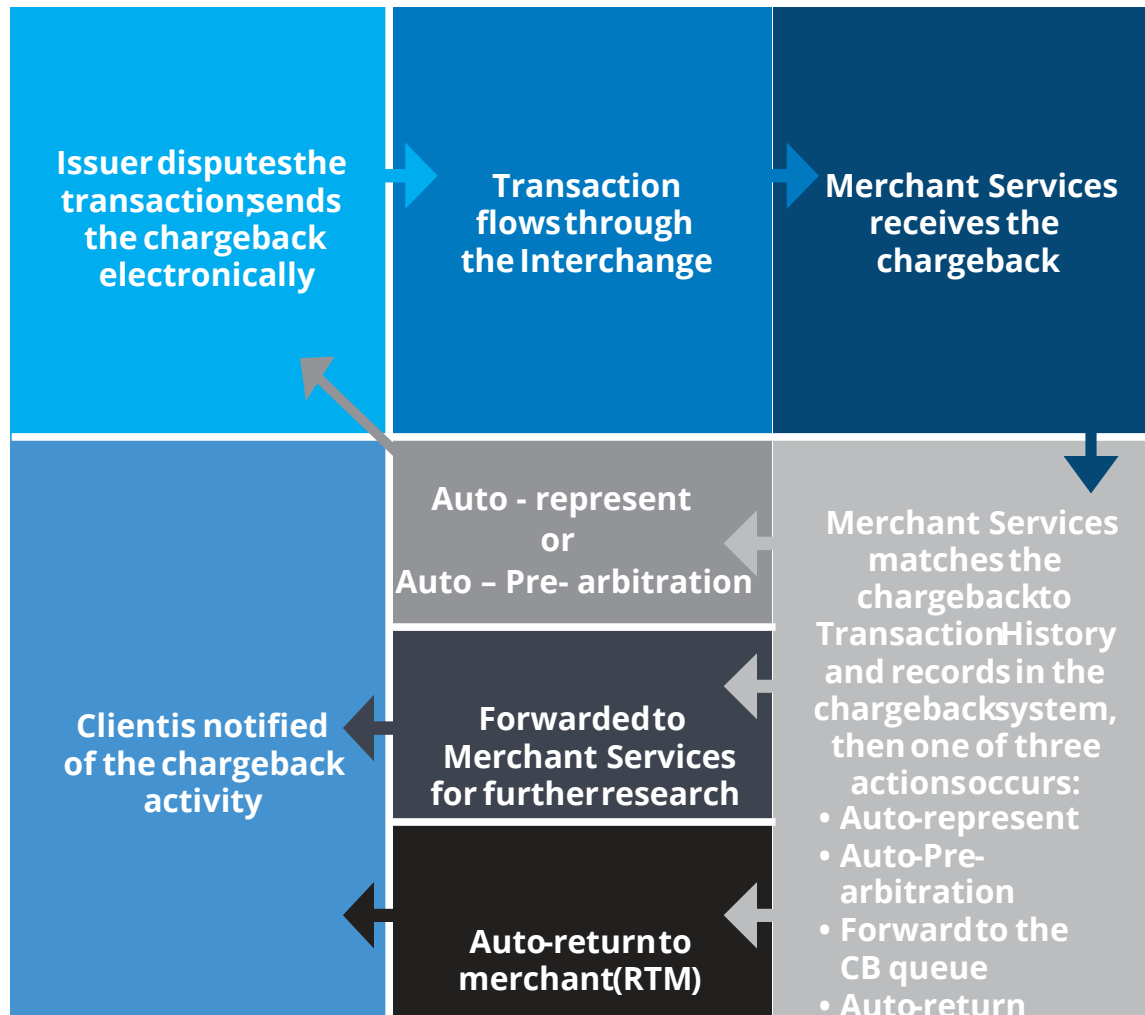 Issuer disputes the
transaction; sends
the chargeback
electronically
Transaction
flows through
the Interchange
Merchant Services
receives the
chargeback
Auto - represent
or
Auto – Pre- arbitration
Merchant Services
matches the
chargeback to
Transaction History
and records in the
chargeback system,
then one of three
actions occurs:
• Auto-represent
• Auto-Pre-
arbitration
• Forward to the
CB queue
• Auto-return
Forwarded to
Merchant Services
for further research
Client is notified
of the chargeback
activity
Auto-return to
merchant (RTM)